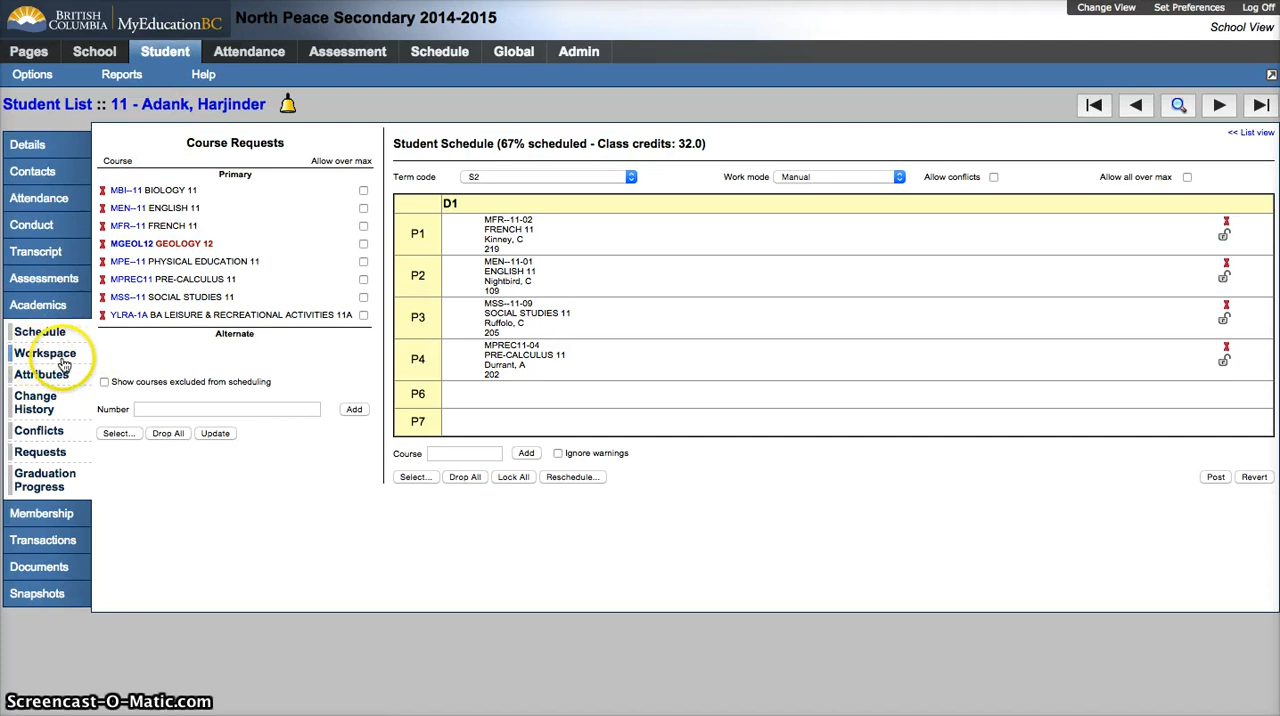 BRITISH COLUMBIA MyEducationBC
North Peace Secondary 2014-2015
Change View Set Preferences Log Off
School View
Pages School Student Attendance Assessment Schedule Global Admin
Options Reports Help
Student List :: 11 - Adank, Harjinder
Details
Contacts
Attendance
Conduct
Transcript
Assessments
Academics
Schedule
Workspace
Attributes
Change
History
Conflicts
Requests
Graduation
Progress
Membership
Transactions
Documents
Snapshots
Course Requests
Course Allow over max
Primary
MBI--11 BIOLOGY 11
MEN--11 ENGLISH 11
MFR--11 FRENCH 11
MGEOL12 GEOLOGY 12
MPE--11 PHYSICAL EDUCATION 11
MPREC11 PRE-CALCULUS 11
MSS--11 SOCIAL STUDIES 11
YLRA-1A BA LEISURE & RECREATIONAL ACTIVITIES 11A
Alternate
Show courses excluded from scheduling
Number Add
Select... Drop All Update
<< List view
Student Schedule (67% scheduled - Class credits: 32.0)
Term code S2 Work mode Manual Allow conflicts Allow all over max
D1
P1
MFR--11-02
FRENCH 11
Kinney, C
219
P2
MEN--11-01
ENGLISH 11
Nightbird, C
109
P3
MSS--11-09
SOCIAL STUDIES 11
Ruffolo, C
205
P4
MPREC11-04
PRE-CALCULUS 11
Durrant, A
202
P6
P7
Course Add Ignore warnings
Select... Drop All Lock All Reschedule... Post Revert
Screencast-O-Matic.com